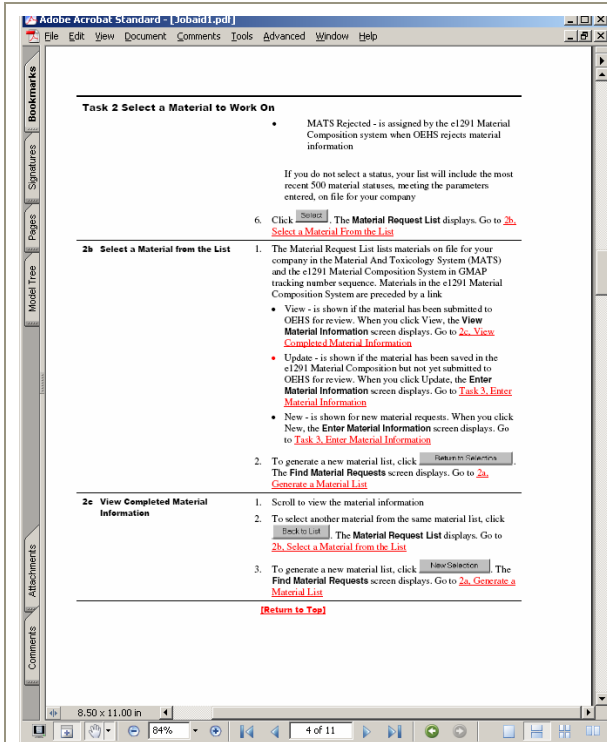 Adobe Acrobat Standard - [Jobaid1.pdf]
File Edit View Document Comments Tools Advanced Window Help
Bookmarks
Signatures
Pages
Model Tree
Attachments
Comments
Task 2 Select a Material to Work On
• MATS Rejected - is assigned by the e1291 Material
Composition system when OEHS rejects material
information
If you do not select a status, your list will include the most
recent 500 material statuses, meeting the parameters
entered, on file for your company
6. Click Select . The Material Request List displays. Go to 2b,
Select a Material From the List
2b Select a Material from the List
1. The Material Request List lists materials on file for your
company in the Material And Toxicology System (MATS)
and the e1291 Material Composition System in GMAP
tracking number sequence. Materials in the e1291 Material
Composition System are preceded by a link
• View - is shown if the material has been submitted to
OEHS for review. When you click View, the View
Material Information screen displays. Go to 2c, View
Completed Material Information
• Update - is shown if the material has been saved in the
e1291 Material Composition but not yet submitted to
OEHS for review. When you click Update, the Enter
Material Information screen displays. Go to Task 3, Enter
Material Information
• New - is shown for new material requests. When you click
New, the Enter Material Information screen displays. Go
to Task 3, Enter Material Information
2. To generate a new material list, click Return to Selection .
The Find Material Requests screen displays. Go to 2a,
Generate a Material List
2c View Completed Material
Information
1. Scroll to view the material information
2. To select another material from the same material list, click
Back to List . The Material Request List displays. Go to
2b, Select a Material from the List
3. To generate a new material list, click New Selection . The
Find Material Requests screen displays. Go to 2a, Generate a
Material List
[Return to Top]
8.50 x 11.00 in
84%
4 of 11